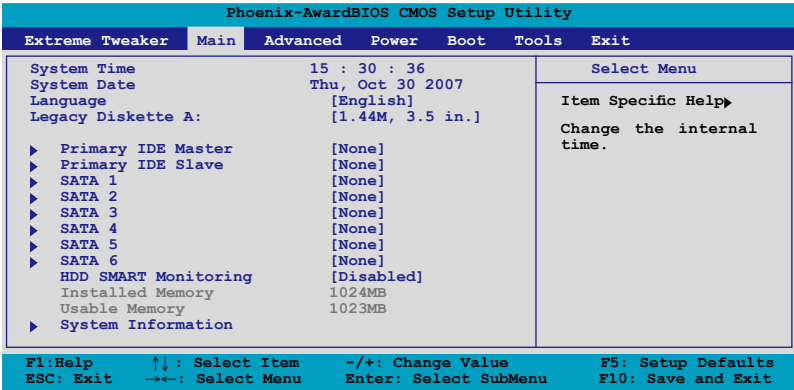 Phoenix-AwardBIOS CMOS Setup Utility
Extreme Tweaker Main Advanced Power Boot Tools Exit
System Time 15 : 30 : 36
System Date Thu, Oct 30 2007
Language [English]
Legacy Diskette A: [1.44M, 3.5 in.]
Primary IDE Master [None]
Primary IDE Slave [None]
SATA 1 [None]
SATA 2 [None]
SATA 3 [None]
SATA 4 [None]
SATA 5 [None]
SATA 6 [None]
HDD SMART Monitoring [Disabled]
Installed Memory 1024MB
Usable Memory 1023MB
System Information
Select Menu
Item Specific Help
Change the internal
time.
F1:Help ↑↓: Select Item -/+: Change Value F5: Setup Defaults
ESC: Exit →←: Select Menu Enter: Select SubMenu F10: Save and Exit